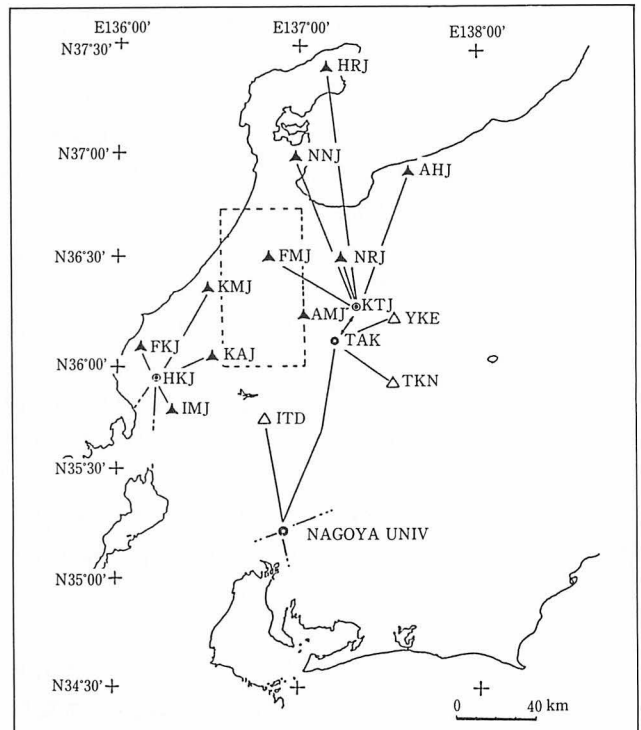 E136°00' E137°00' E138°00'
N37°30'
HRJ
N37°00'
NNJ
AHJ
N36°30'
FMJ NRJ
KMJ
KTJ
AMJ YKE
FKJ
TAK
KAJ
N36°00'
HKJ
TKN
IMJ
ITD
N35°30'
NAGOYA UNIV
N35°00'
N34°30'
0 40 km